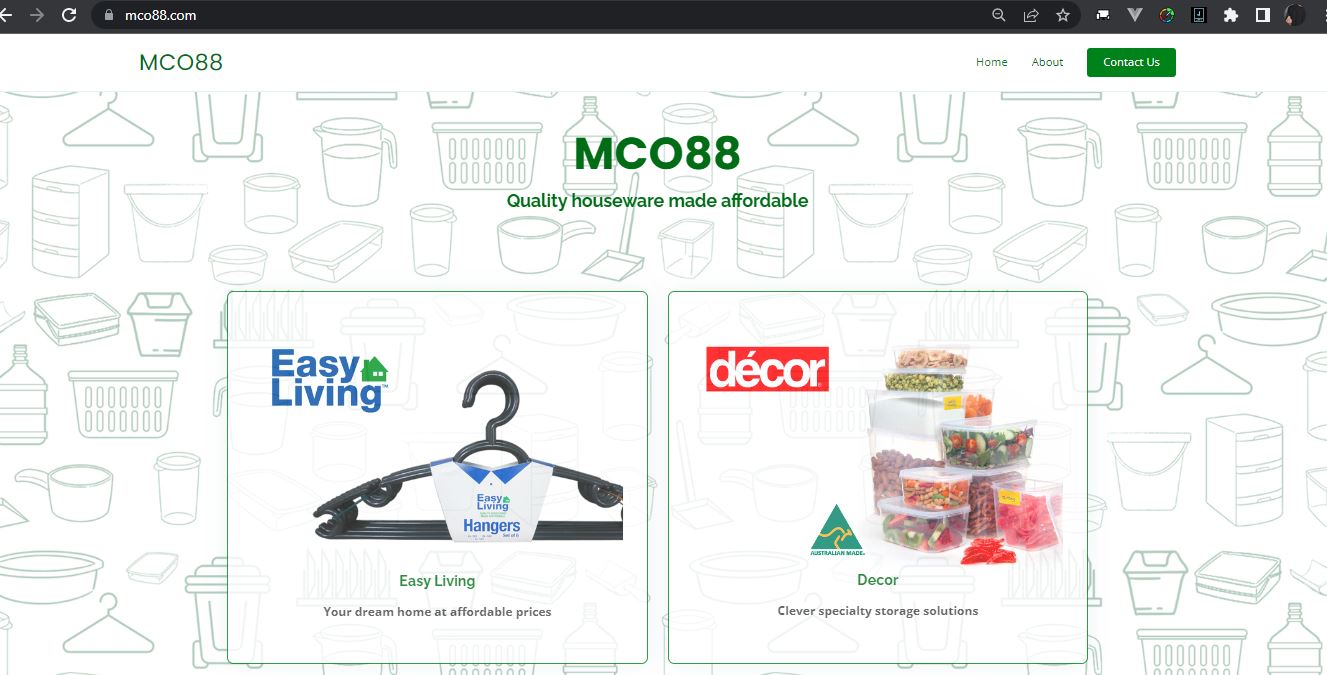 mco88.com
MCO88
Home
About
Contact Us
MCO88
Quality houseware made affordable
Easy
Living™
Easy
Living
Hangers
Set of 6
Easy Living
Your dream home at affordable prices
décor®
AUSTRALIAN MADE
Decor
Clever specialty storage solutions